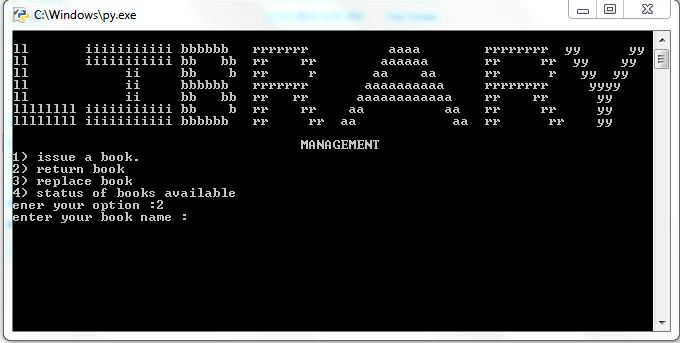 C:\Windows\py.exe
ll       iiiiiiiiiii bbbbbb   rrrrrrr          aaaa        rrrrrrrr  yy      yy
ll       iiiiiiiiiii bb   bb  rr    rr        aaaaaa       rr     rr  yy    yy
ll            ii     bb    b  rr     r       aa    aa      rr      r   yy  yy
ll            ii     bbbbbb   rrrrrrr       aaaaaaaaaa     rrrrrrrr     yyyy
ll            ii     bb   bb  rr  rr       aaaaaaaaaaaa    rr   rr       yy
llllllll iiiiiiiiiii bb    b  rr   rr     aa        aa     rr    rr      yy
llllllll iiiiiiiiiii bbbbbb   rr     rr  aa            aa  rr      rr    yy
MANAGEMENT
1) issue a book.
2) return book
3) replace book
4) status of books available
ener your option :2
enter your book name :